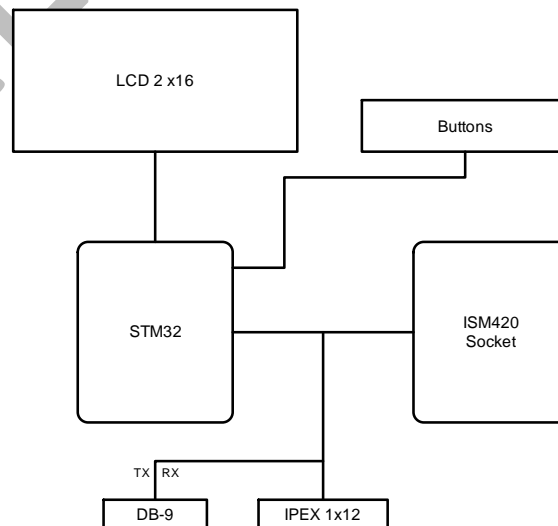 LCD 2 x16
Buttons
STM32
ISM420
Socket
TX RX
DB-9
IPEX 1x12